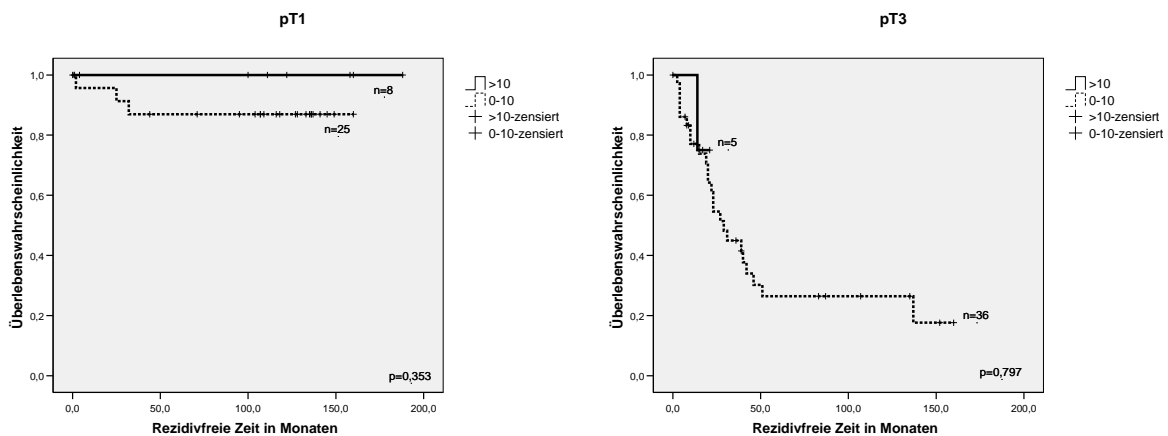 pT1
Überlebenswahrscheinlichkeit
1,0
0,8
0,6
0,4
0,2
0,0
n=8
n=25
p=0,353
0,0 50,0 100,0 150,0 200,0
Rezidivfreie Zeit in Monaten
>10
0-10
>10-zensiert
0-10-zensiert
pT3
Überlebenswahrscheinlichkeit
1,0
0,8
0,6
0,4
0,2
0,0
n=5
n=36
p=0,797
0,0 50,0 100,0 150,0 200,0
Rezidivfreie Zeit in Monaten
>10
0-10
>10-zensiert
0-10-zensiert